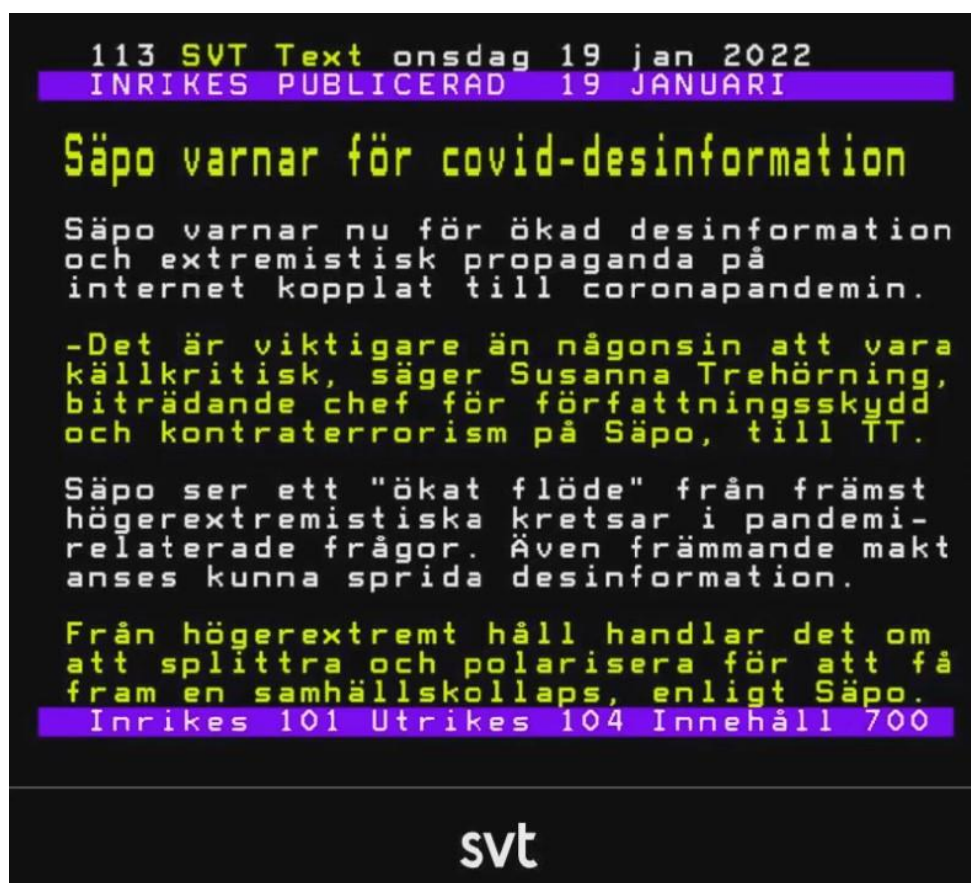 113 SVT Text onsdag 19 jan 2022
INRIKES PUBLICERAD 19 JANUARI
Säpo varnar för covid-desinformation
Säpo varnar nu för ökad desinformation
och extremistisk propaganda på
internet kopplat till coronapandemin.
-Det är viktigare än någonsin att vara
källkritisk, säger Susanna Trehörning,
biträdande chef för författningsskydd
och kontraterrorism på Säpo, till TT.
Säpo ser ett "ökat flöde" från främst
högerextremistiska kretsar i pandemi-
relaterade frågor. Även främmande makt
anses kunna sprida desinformation.
Från högerextremt håll handlar det om
att splittra och polarisera för att få
fram en samhällskollaps, enligt Säpo.
Inrikes 101 Utrikes 104 Innehåll 700
svt